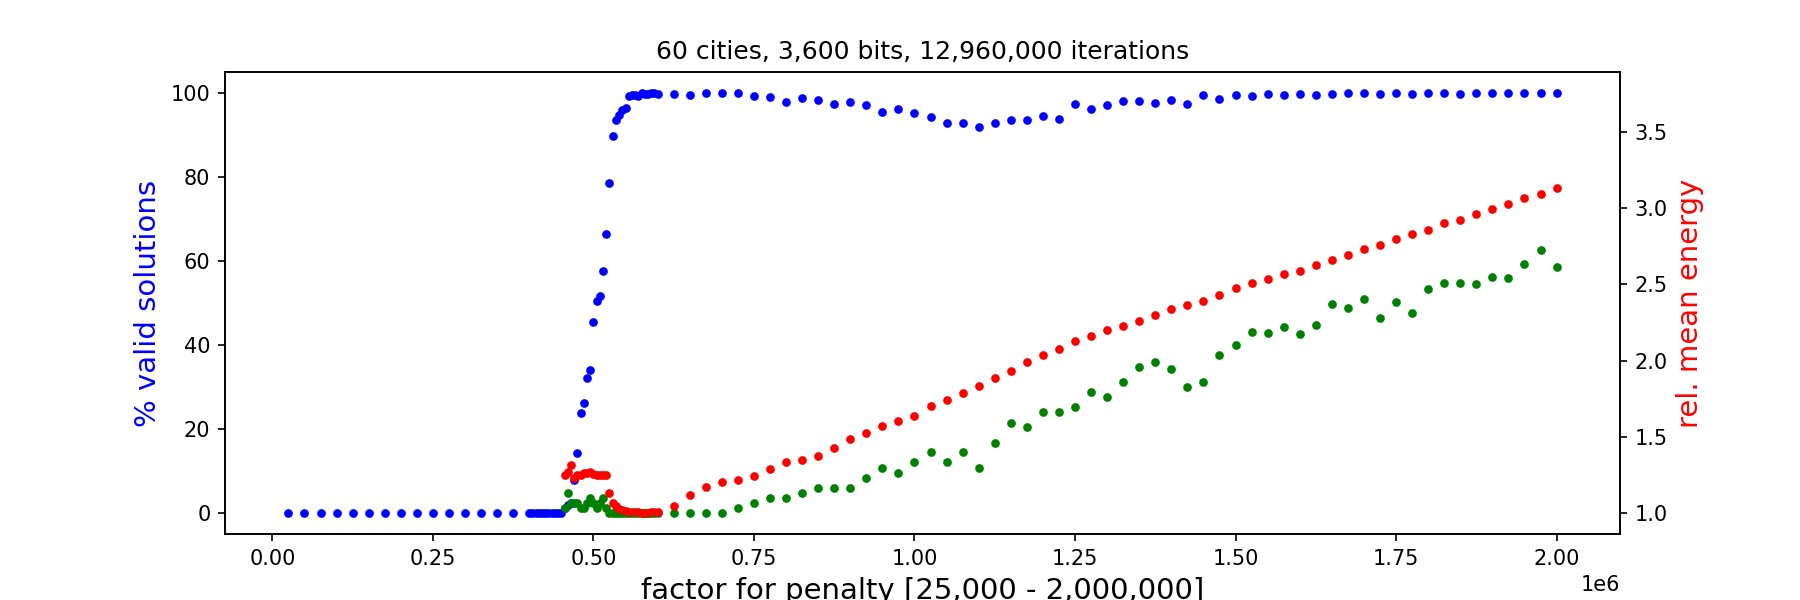 60 cities, 3,600 bits, 12,960,000 iterations
100
80
60
40
20
0
% valid solutions
3.5
3.0
2.5
2.0
1.5
1.0
rel. mean energy
0.00 0.25 0.50 0.75 1.00 1.25 1.50 1.75 2.00
1e6
factor for penalty [25,000 - 2,000,000]